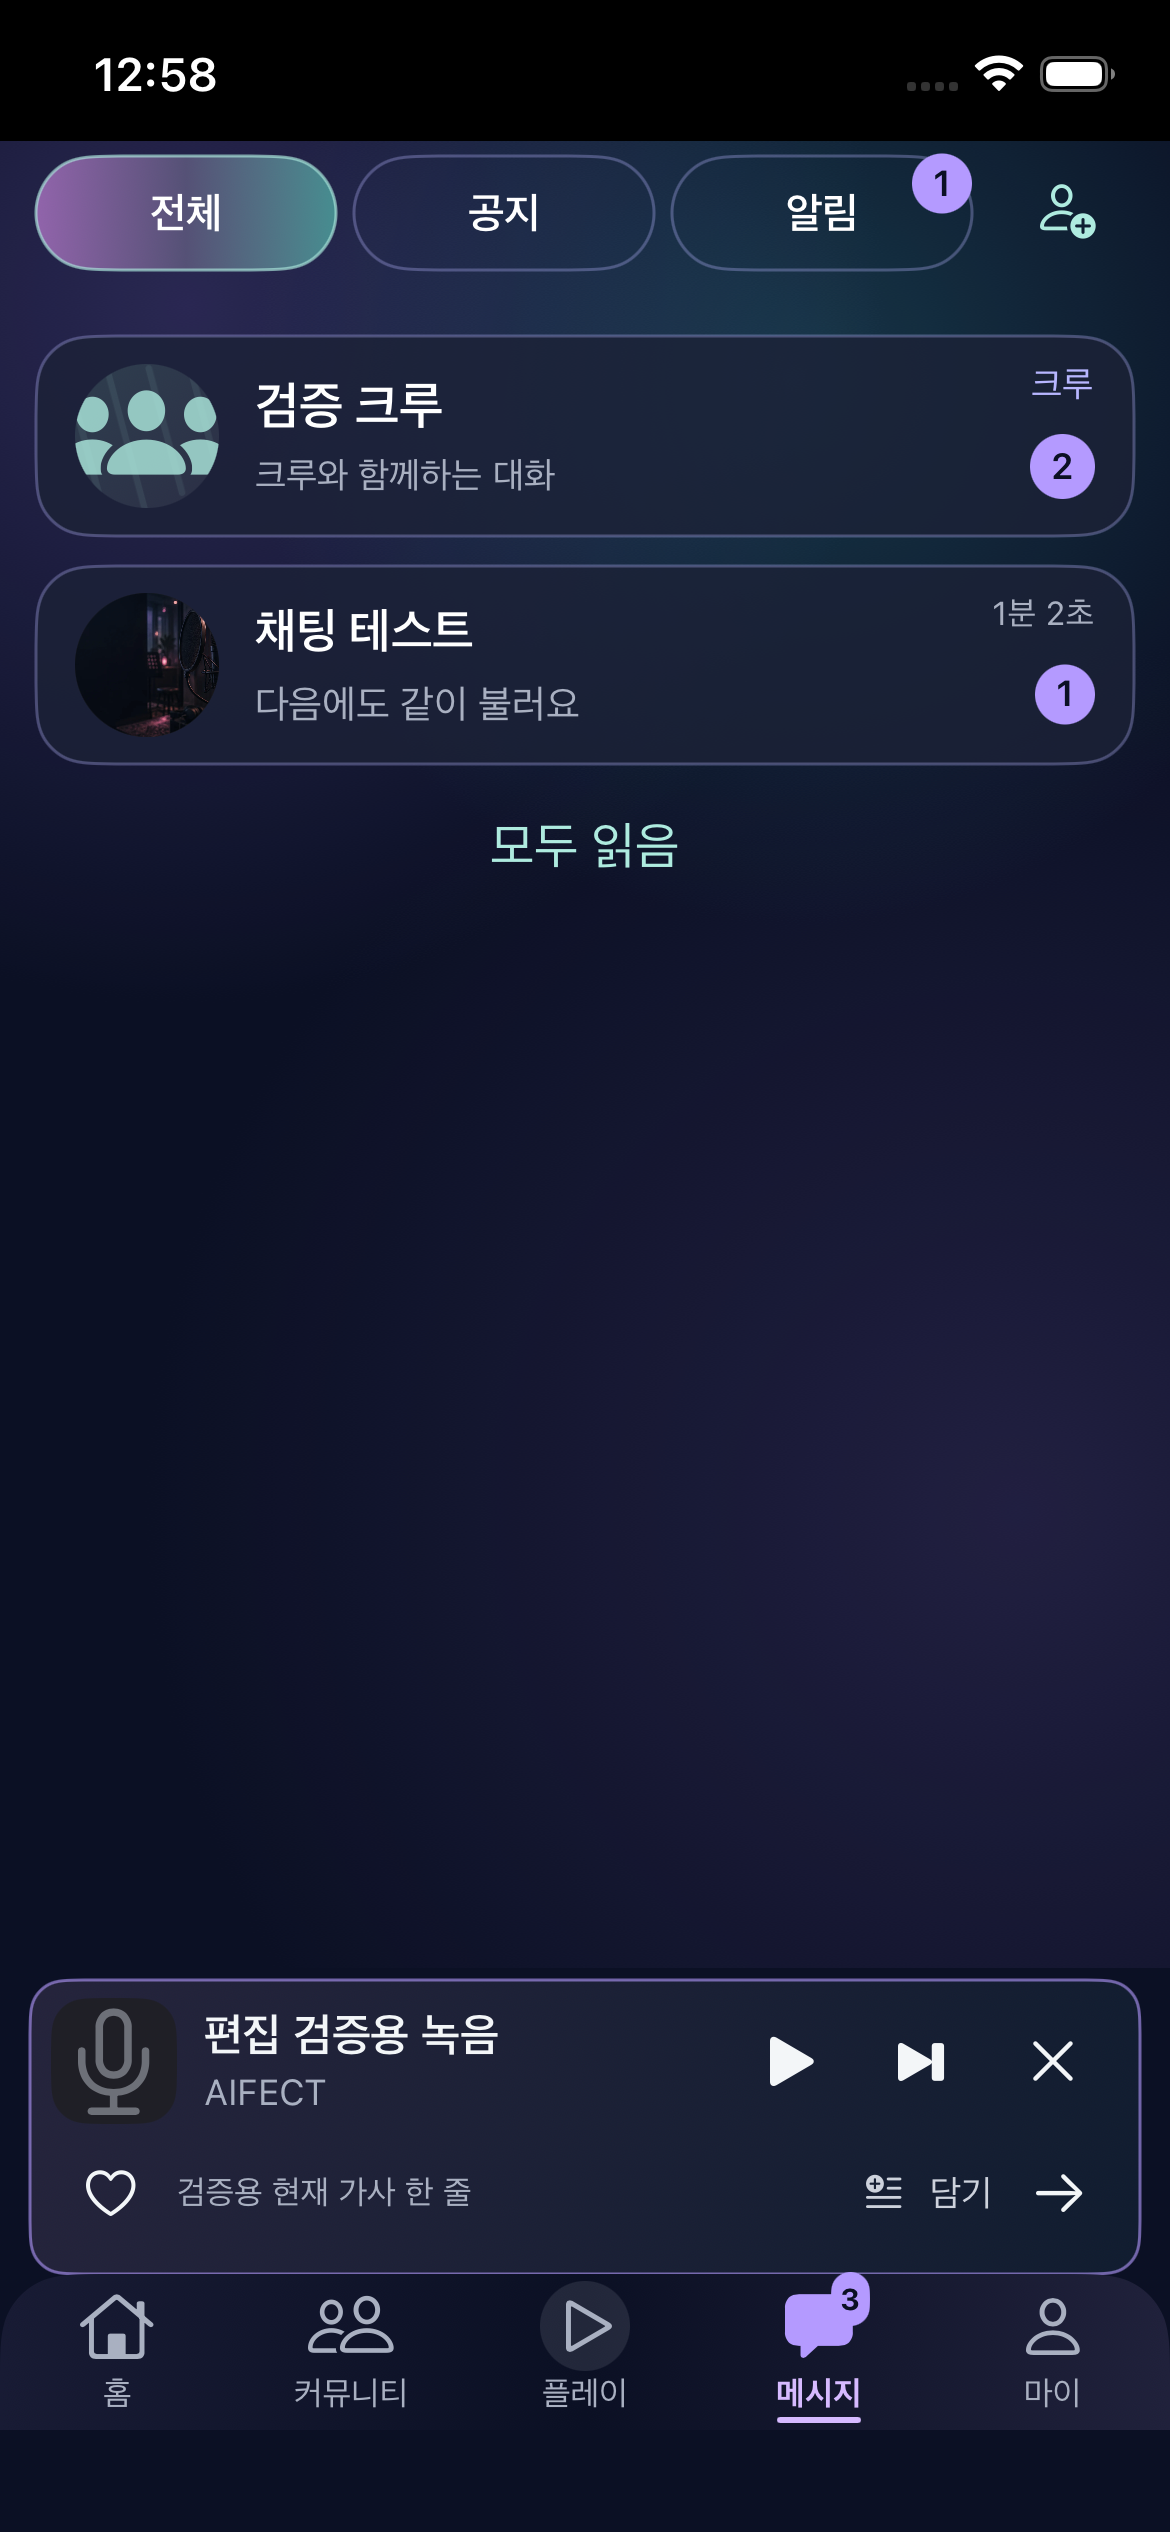 12:58
전체
공지
알림
1
검증 크루
크루
크루와 함께하는 대화
2
채팅 테스트
1분 2초
다음에도 같이 불러요
1
모두 읽음
편집 검증용 녹음
AIFECT
검증용 현재 가사 한 줄
담기
3
홈
커뮤니티
플레이
메시지
마이